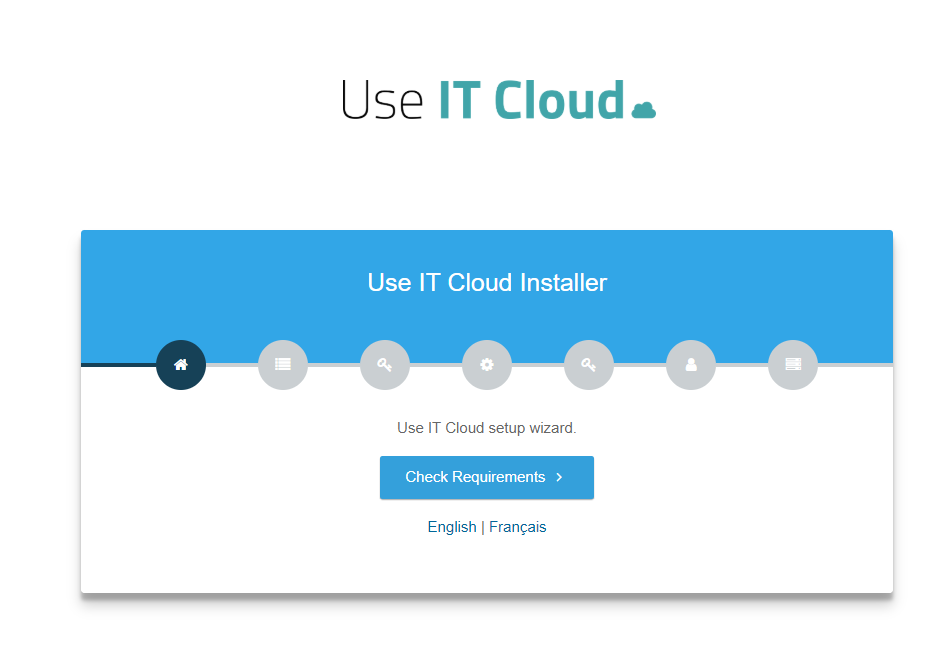 Use IT Cloud
Use IT Cloud Installer
Use IT Cloud setup wizard.
Check Requirements
English | Français